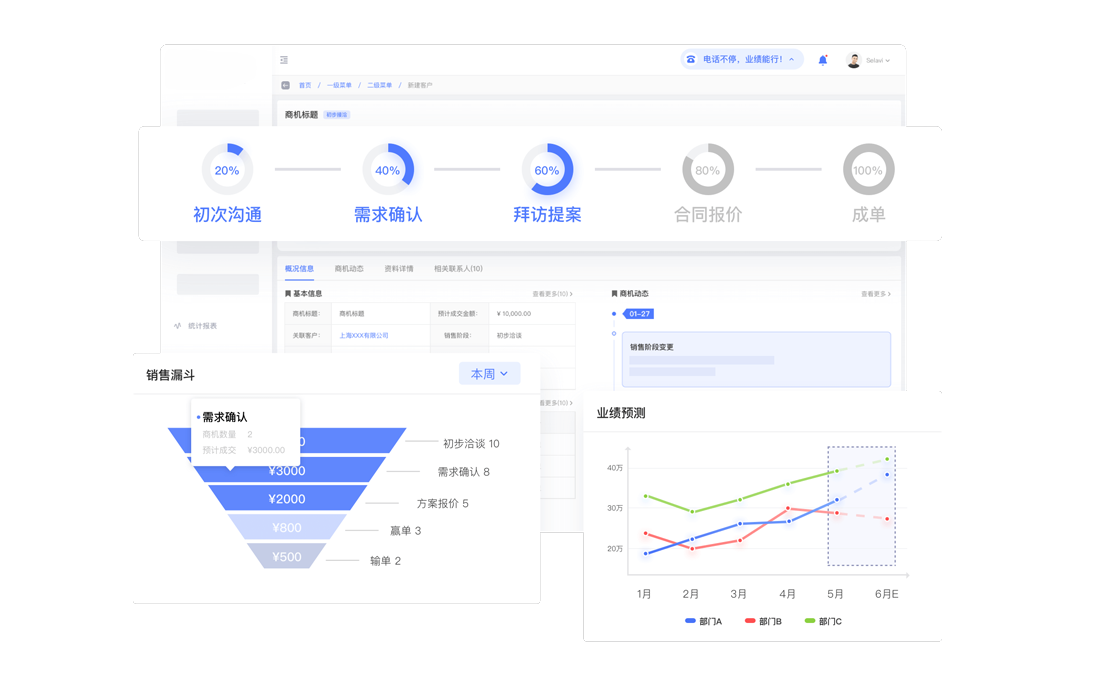 电话不停，业绩能行！
Selavi
首页 / 一级菜单 / 二级菜单 / 新建客户
商机标题
20% 40% 60% 80% 100%
初次沟通 需求确认 拜访提案 合同报价 成单
概况信息 商机动态 资料详情 相关联系人(10)
基本信息 查看更多(10)
商机标题： 商机标题 预计成交金额： ¥ 10,000.00
关联客户： 上海XXX有限公司 销售阶段： 初步洽谈
商机动态 查看更多
01-27
销售阶段变更
统计报表
销售漏斗 本周
查看更多(10)
需求确认
商机数量 2
预计成交 ¥3000.00
初步洽谈 10
¥3000 需求确认 8
¥2000 方案报价 5
¥800 赢单 3
¥500 输单 2
业绩预测
40万
30万
20万
1月 2月 3月 4月 5月 6月E
部门A 部门B 部门C